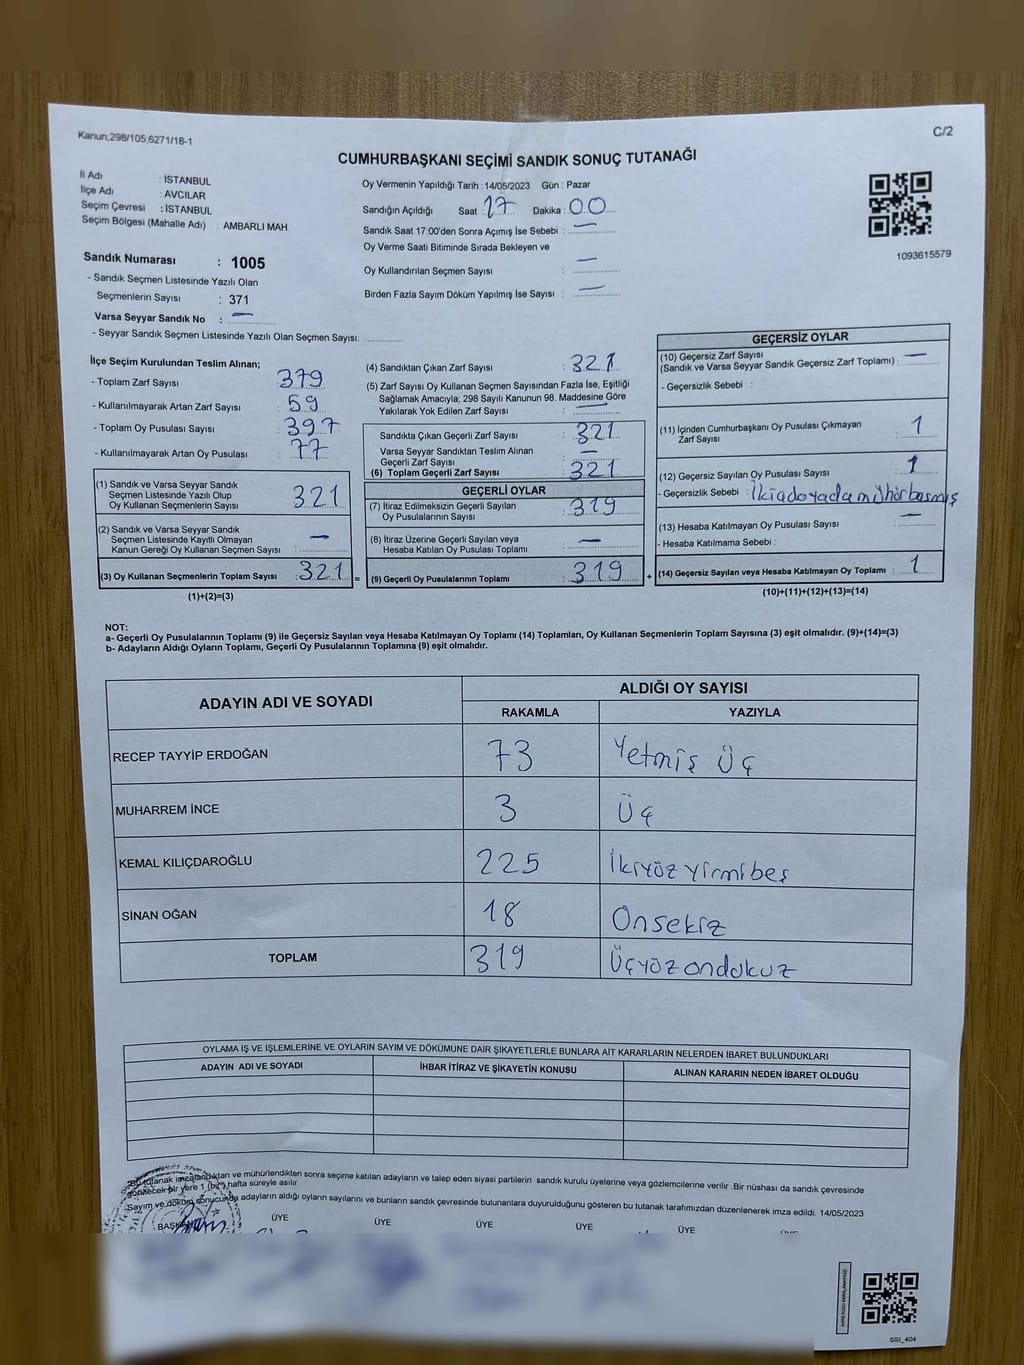 Kanun:298/105,6271/18-1
C/2
CUMHURBAŞKANI SEÇİMİ SANDIK SONUÇ TUTANAĞI
İl Adı : İSTANBUL
İlçe Adı : AVCILAR
Seçim Çevresi : İSTANBUL
Seçim Bölgesi (Mahalle Adı) : AMBARLI MAH.
Oy Vermenin Yapıldığı Tarih : 14/05/2023 Gün : Pazar
Sandığın Açıldığı Saat 17 Dakika : 00
Sandık Saat 17:00'den Sonra Açımış İse Sebebi : —
Oy Verme Saati Bitiminde Sırada Bekleyen ve
Oy Kullandırılan Seçmen Sayısı : —
Birden Fazla Sayım Döküm Yapılmış İse Sayısı : —
1093615579
Sandık Numarası : 1005
- Sandık Seçmen Listesinde Yazılı Olan
Seçmenlerin Sayısı : 371
Varsa Seyyar Sandık No : —
- Seyyar Sandık Seçmen Listesinde Yazılı Olan Seçmen Sayısı:
İlçe Seçim Kurulundan Teslim Alınan;
- Toplam Zarf Sayısı : 379
- Kullanılmayarak Artan Zarf Sayısı : 59
- Toplam Oy Pusulası Sayısı : 397
- Kullanılmayarak Artan Oy Pusulası : 77
(1) Sandık ve Varsa Seyyar Sandık
Seçmen Listesinde Yazılı Olup
Oy Kullanan Seçmenlerin Sayısı : 321
(2) Sandık ve Varsa Seyyar Sandık
Seçmen Listesinde Kayıtlı Olmayan
Kanun Gereği Oy Kullanan Seçmen Sayısı : —
(3) Oy Kullanan Seçmenlerin Toplam Sayısı : 321
(1)+(2)=(3)
=
(4) Sandıktan Çıkan Zarf Sayısı : 321
(5) Zarf Sayısı Oy Kullanan Seçmen Sayısından Fazla İse, Eşitliği
Sağlamak Amacıyla; 298 Sayılı Kanunun 98. Maddesine Göre
Yakılarak Yok Edilen Zarf Sayısı : —
Sandıkta Çıkan Geçerli Zarf Sayısı : 321
Varsa Seyyar Sandıktan Teslim Alınan
Geçerli Zarf Sayısı : —
(6) Toplam Geçerli Zarf Sayısı : 321
GEÇERLİ OYLAR
(7) İtiraz Edilmeksizin Geçerli Sayılan
Oy Pusulalarının Sayısı : 319
(8) İtiraz Üzerine Geçerli Sayılan veya
Hesaba Katılan Oy Pusulası Toplamı : —
(9) Geçerli Oy Pusulalarının Toplamı : 319
+
GEÇERSİZ OYLAR
(10) Geçersiz Zarf Sayısı
(Sandık ve Varsa Seyyar Sandık Geçersiz Zarf Toplamı) : —
- Geçersizlik Sebebi :
(11) İçinden Cumhurbaşkanı Oy Pusulası Çıkmayan
Zarf Sayısı : 1
(12) Geçersiz Sayılan Oy Pusulası Sayısı : 1
- Geçersizlik Sebebi : İki adayada mühür basmış
(13) Hesaba Katılmayan Oy Pusulası Sayısı : —
- Hesaba Katılmama Sebebi :
(14) Geçersiz Sayılan veya Hesaba Katılmayan Oy Toplamı : 1
(10)+(11)+(12)+(13)=(14)
NOT:
a- Geçerli Oy Pusulalarının Toplamı (9) ile Geçersiz Sayılan veya Hesaba Katılmayan Oy Toplamı (14) Toplamları, Oy Kullanan Seçmenlerin Toplam Sayısına (3) eşit olmalıdır. (9)+(14)=(3)
b- Adayların Aldığı Oyların Toplamı, Geçerli Oy Pusulalarının Toplamına (9) eşit olmalıdır.
ADAYIN ADI VE SOYADI
ALDIĞI OY SAYISI
RAKAMLA YAZIYLA
RECEP TAYYİP ERDOĞAN 73 Yetmiş Üç
MUHARREM İNCE 3 Üç
KEMAL KILIÇDAROĞLU 225 İkiyüz yirmibeş
SİNAN OĞAN 18 Onsekiz
TOPLAM 319 Üçyüz ondokuz
OYLAMA İŞ VE İŞLEMLERİNE VE OYLARIN SAYIM VE DÖKÜMÜNE DAİR ŞİKAYETLERLE BUNLARA AİT KARARLARIN NELERDEN İBARET BULUNDUKLARI
ADAYIN ADI VE SOYADI İHBAR İTİRAZ VE ŞİKAYETİN KONUSU ALINAN KARARIN NEDEN İBARET OLDUĞU
ve mühürlendikten sonra seçime katılan adayların ve talep eden siyasi partilerin sandık kurulu üyelerine veya gözlemcilerine verilir .Bir nüshası da sandık çevresinde
yere 1 (bir) hafta süreyle asılır.
Sayım ve döküm sonucunda adayların aldığı oyların sayılarını ve bunların sandık çevresinde bulunanlara duyurulduğunu gösteren bu tutanak tarafımızdan düzenlenerek imza edildi. 14/05/2023
ÜYE ÜYE ÜYE ÜYE ÜYE
SSI_404